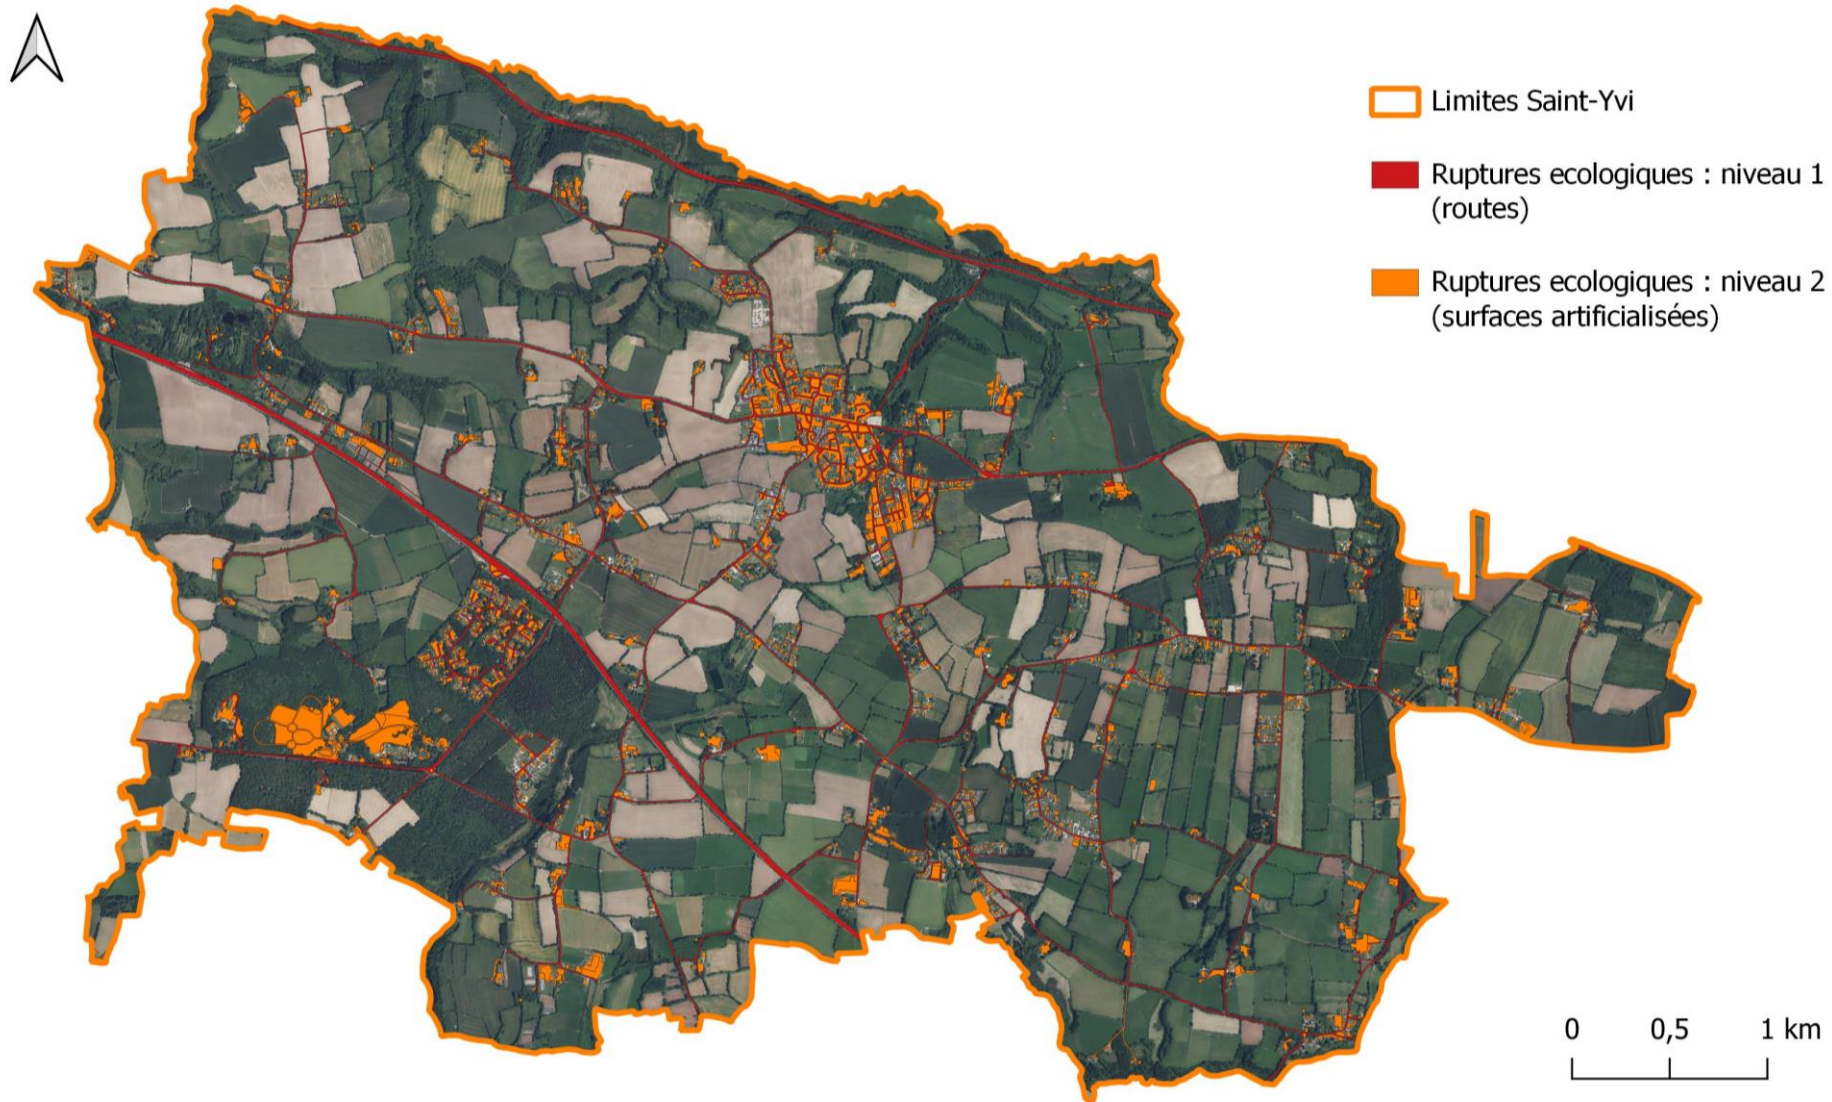 Limites Saint-Yvi
Ruptures ecologiques : niveau 1
(routes)
Ruptures ecologiques : niveau 2
(surfaces artificialisées)
0 0,5 1 km